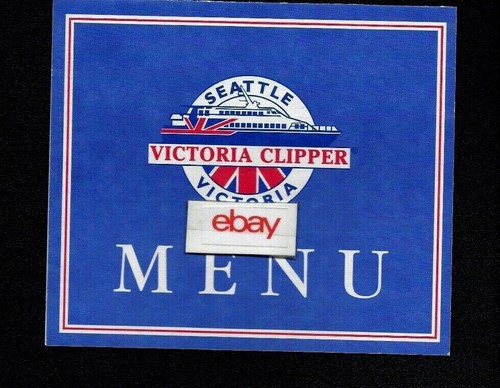 SEATTLE
VICTORIA CLIPPER
VICTORIA
ebay
MENU